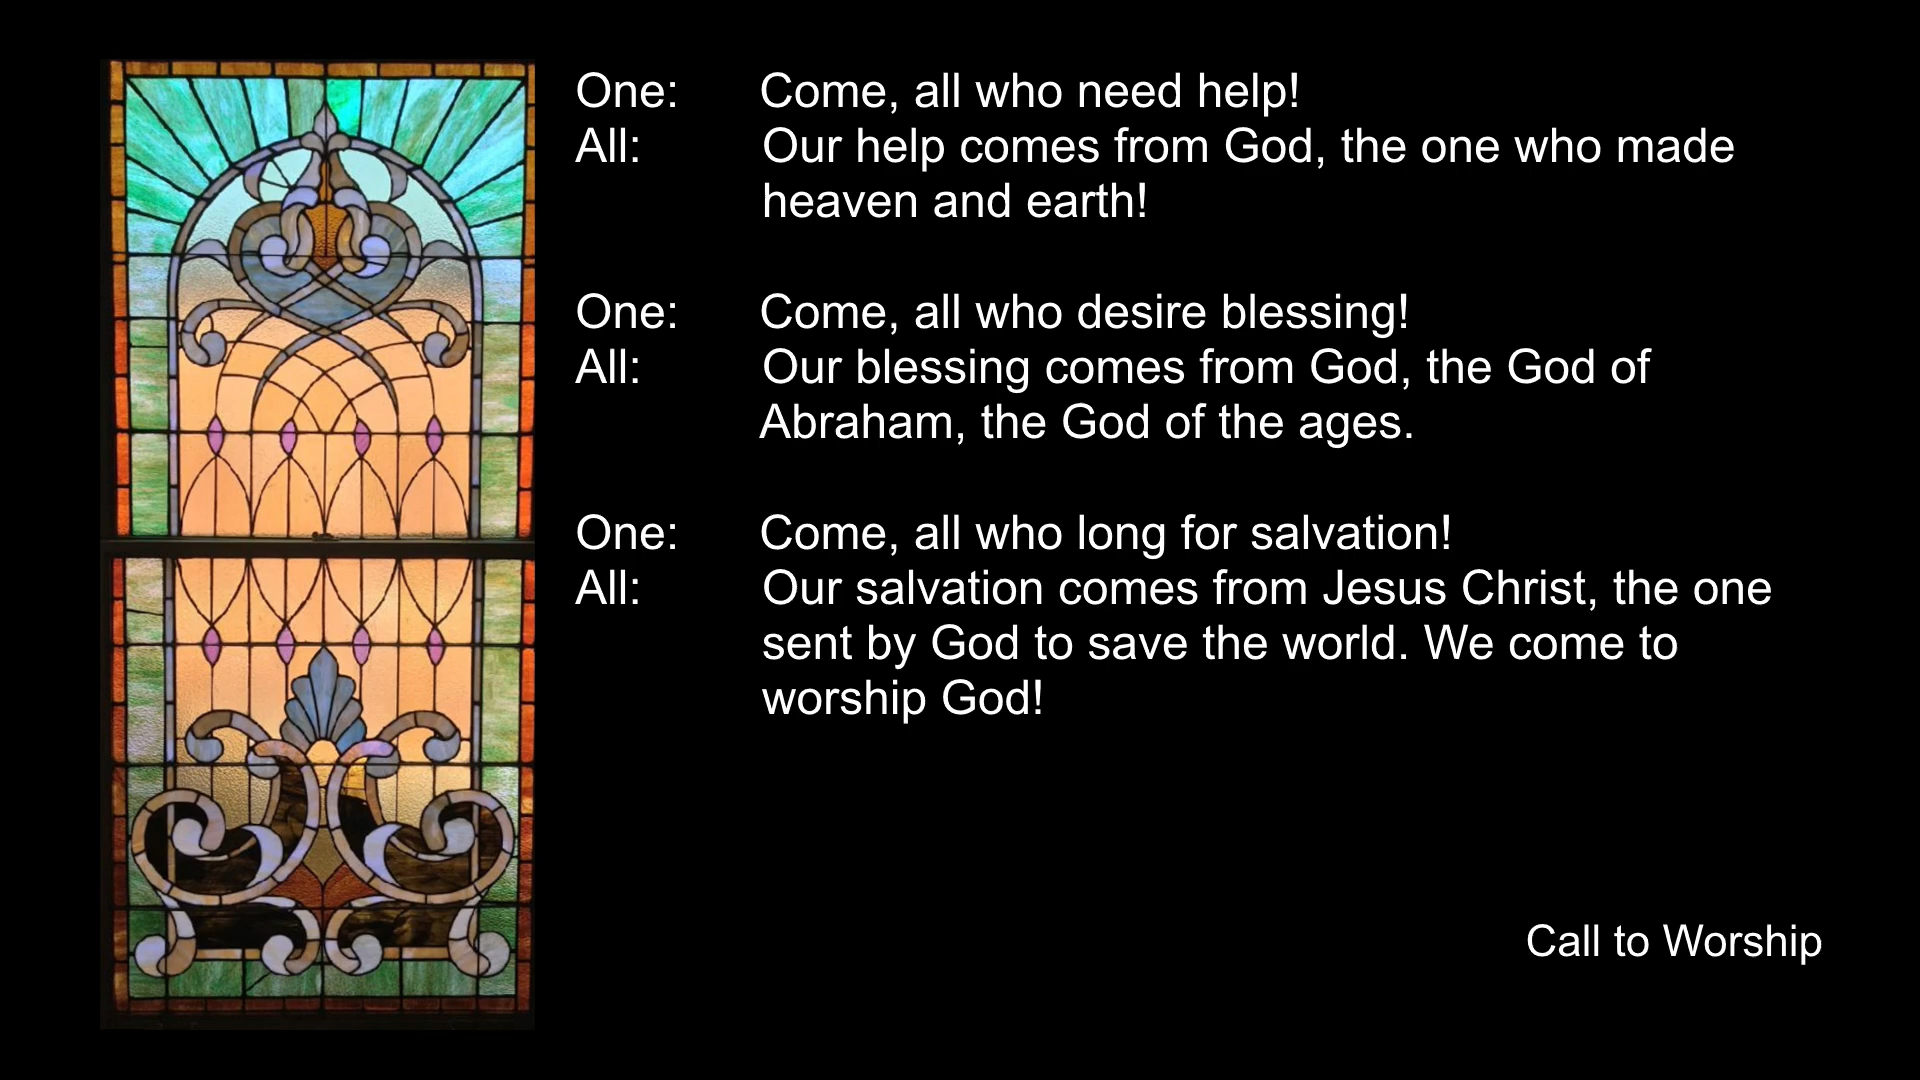 One: Come, all who need help!
All: Our help comes from God, the one who made
heaven and earth!
One: Come, all who desire blessing!
All: Our blessing comes from God, the God of
Abraham, the God of the ages.
One: Come, all who long for salvation!
All: Our salvation comes from Jesus Christ, the one
sent by God to save the world. We come to
worship God!
Call to Worship